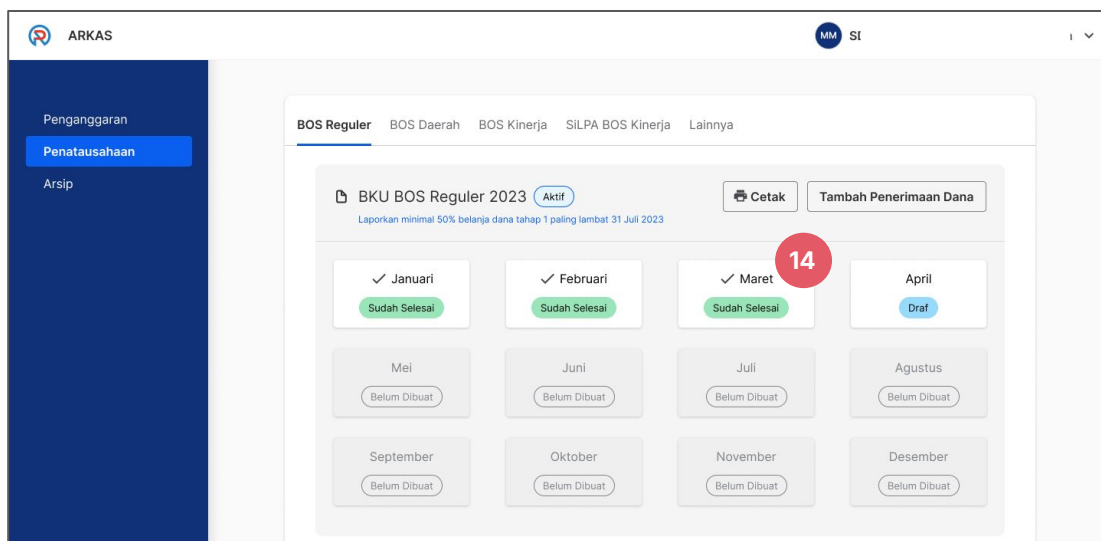 ARKAS
MM SI
Penganggaran
Penatausahaan
Arsip
BOS Reguler BOS Daerah BOS Kinerja SiLPA BOS Kinerja Lainnya
BKU BOS Reguler 2023 Aktif
Laporkan minimal 50% belanja dana tahap 1 paling lambat 31 Juli 2023
Cetak Tambah Penerimaan Dana
14
Januari Februari Maret April
Sudah Selesai Sudah Selesai Sudah Selesai Draf
Mei Juni Juli Agustus
Belum Dibuat Belum Dibuat Belum Dibuat Belum Dibuat
September Oktober November Desember
Belum Dibuat Belum Dibuat Belum Dibuat Belum Dibuat